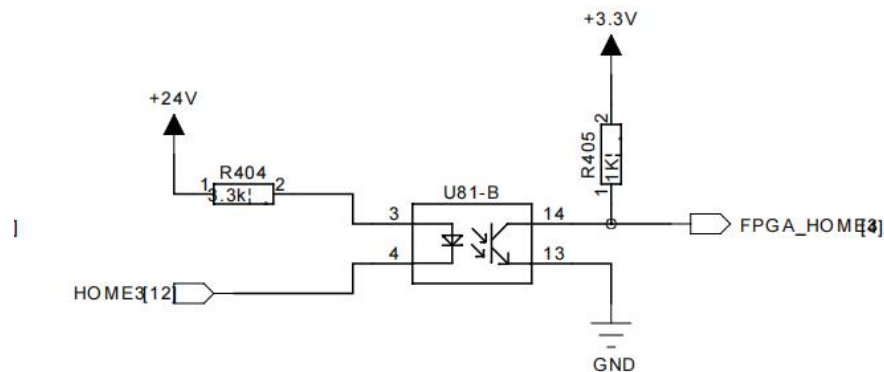 +3.3V
+24V
R405
1K¦
2
1
R404
1
2
3.3k¦
U81-B
3
14
]
4
13
HOME3[12]
GND